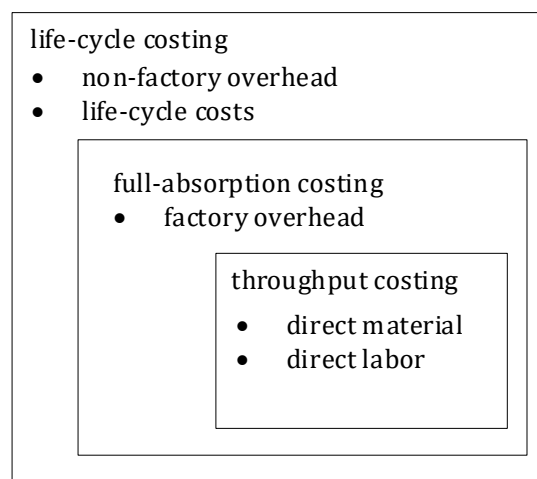 life-cycle costing
• non-factory overhead
• life-cycle costs
full-absorption costing
• factory overhead
throughput costing
• direct material
• direct labor